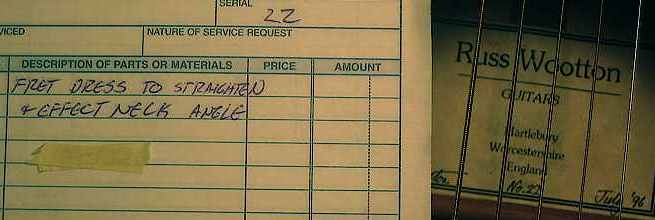 SERIAL
22
VICED
NATURE OF SERVICE REQUEST
DESCRIPTION OF PARTS OR MATERIALS PRICE AMOUNT
FRET DRESS TO STRAIGHTEN
& EFFECT NECK ANGLE
Russ Wootton
GUITARS
Hartlebury
Worcestershire
England
No. 22
July '96